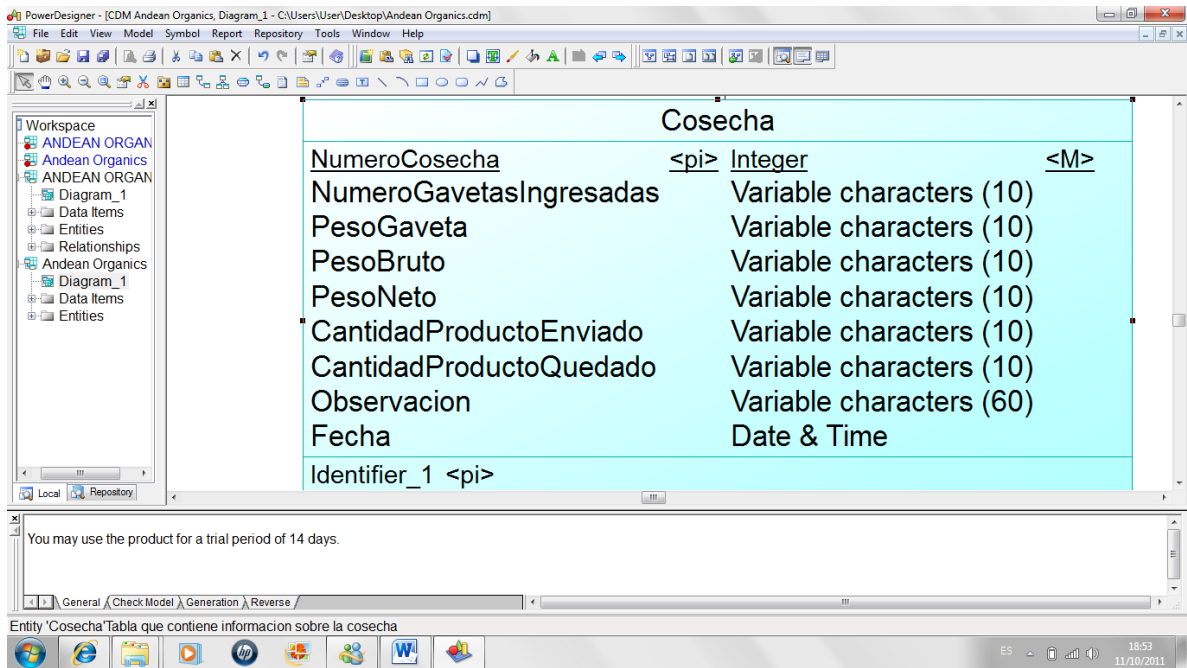 PowerDesigner - [CDM Andean Organics, Diagram_1 - C:\Users\User\Desktop\Andean Organics.cdm]
File Edit View Model Symbol Report Repository Tools Window Help
Workspace
ANDEAN ORGAN
Andean Organics
ANDEAN ORGAN
Diagram_1
Data Items
Entities
Relationships
Andean Organics
Diagram_1
Data Items
Entities
Local Repository
Cosecha
NumeroCosecha <pi> Integer <M>
NumeroGavetasIngresadas Variable characters (10)
PesoGaveta Variable characters (10)
PesoBruto Variable characters (10)
PesoNeto Variable characters (10)
CantidadProductoEnviado Variable characters (10)
CantidadProductoQuedado Variable characters (10)
Observacion Variable characters (60)
Fecha Date & Time
Identifier_1 <pi>
You may use the product for a trial period of 14 days.
General Check Model Generation Reverse
Entity 'Cosecha'Tabla que contiene informacion sobre la cosecha
ES 18:53
11/10/2011